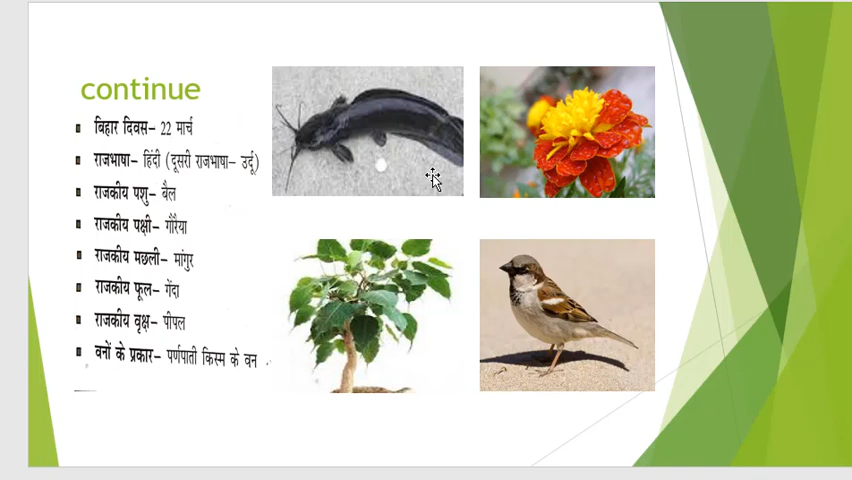 continue
बिहार दिवस– 22 मार्च
राजभाषा– हिंदी (दूसरी राजभाषा– उर्दू)
राजकीय पशु– बैल
राजकीय पक्षी– गौरैया
राजकीय मछली– मांगुर
राजकीय फूल– गेंदा
राजकीय वृक्ष– पीपल
वनों के प्रकार– पर्णपाती किस्म के वन